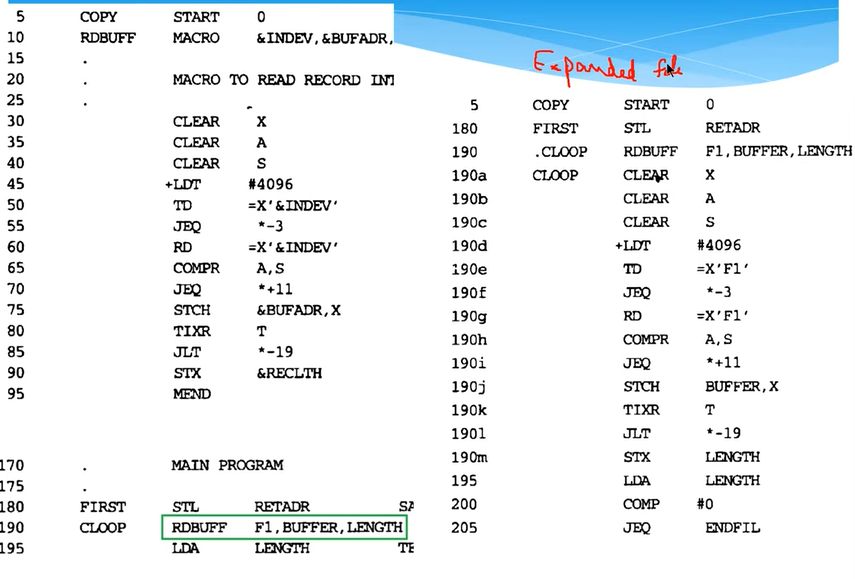 5 COPY START 0
10 RDBUFF MACRO &INDEV,&BUFADR,
15 .
20 . MACRO TO READ RECORD
25 .
30 CLEAR X
35 CLEAR A
40 CLEAR S
45 +LDT #4096
50 TD =X'&INDEV'
55 JEQ *-3
60 RD =X'&INDEV'
65 COMPR A,S
70 JEQ *+11
75 STCH &BUFADR,X
80 TIXR T
85 JLT *-19
90 STX &RECLTH
95 MEND
170 . MAIN PROGRAM
175 .
180 FIRST STL RETADR
190 CLOOP RDBUFF F1,BUFFER,LENGTH
195 LDA LENGTH
Expanded file
5 COPY START 0
180 FIRST STL RETADR
190 .CLOOP RDBUFF F1,BUFFER,LENGTH
190a CLOOP CLEAR X
190b CLEAR A
190c CLEAR S
190d +LDT #4096
190e TD =X'F1'
190f JEQ *-3
190g RD =X'F1'
190h COMPR A,S
190i JEQ *+11
190j STCH BUFFER,X
190k TIXR T
190l JLT *-19
190m STX LENGTH
195 LDA LENGTH
200 COMP #0
205 JEQ ENDFIL